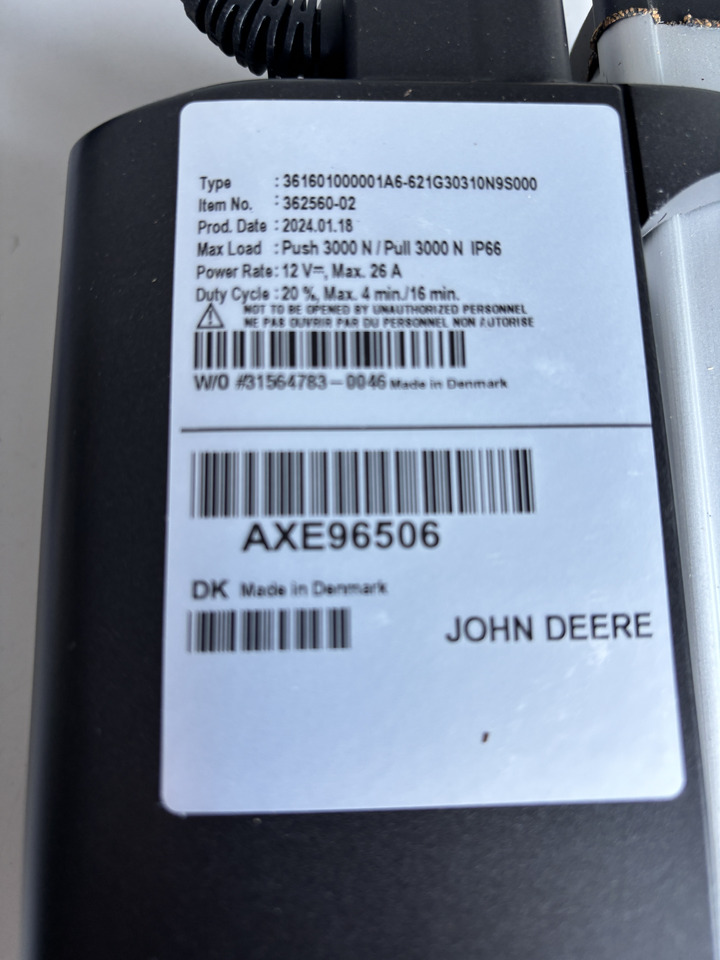 Type : 361601000001A6-621G30310N9S000
Item No. : 362560-02
Prod. Date : 2024.01.18
Max Load : Push 3000 N / Pull 3000 N IP66
Power Rate: 12 V⎓, Max. 26 A
Duty Cycle : 20 %, Max. 4 min./16 min.
NOT TO BE OPENED BY UNAUTHORIZED PERSONNEL
NE PAS OUVRIR PAR DU PERSONNEL NON AUTORISE
W/O #31564783-0046 Made in Denmark
AXE96506
DK Made in Denmark
JOHN DEERE